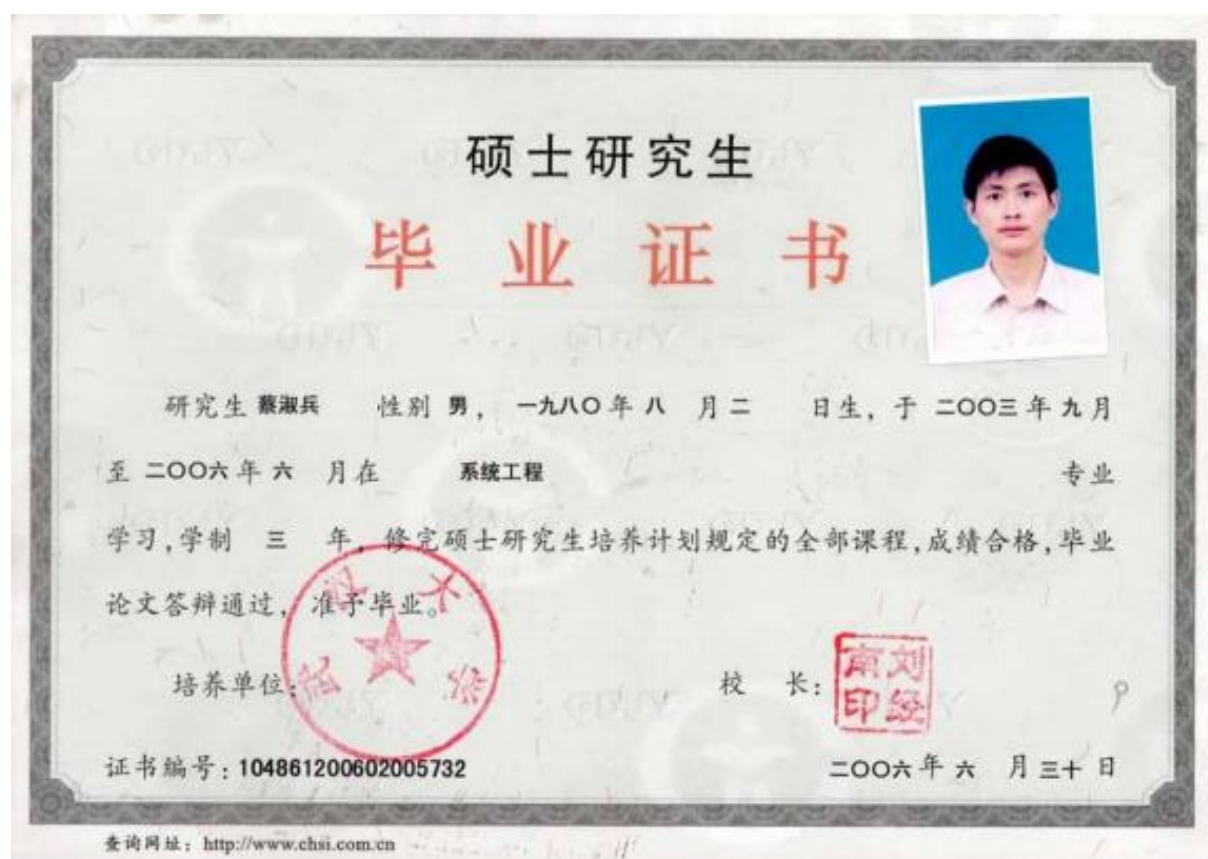 硕士研究生
毕业证书
研究生 蔡淑兵 性别 男, 一九八〇年 八 月 二 日生, 于 二〇〇三 年 九 月
至 二〇〇六 年 六 月在 系统工程 专业
学习,学制 三 年, 修完硕士研究生培养计划规定的全部课程,成绩合格,毕业
论文答辩通过, 准予毕业。
武汉大学
培养单位: 校 长: 刘经南印
证书编号: 104861200602005732 二〇〇六 年 六 月 三十 日
查询网址: http://www.chsi.com.cn